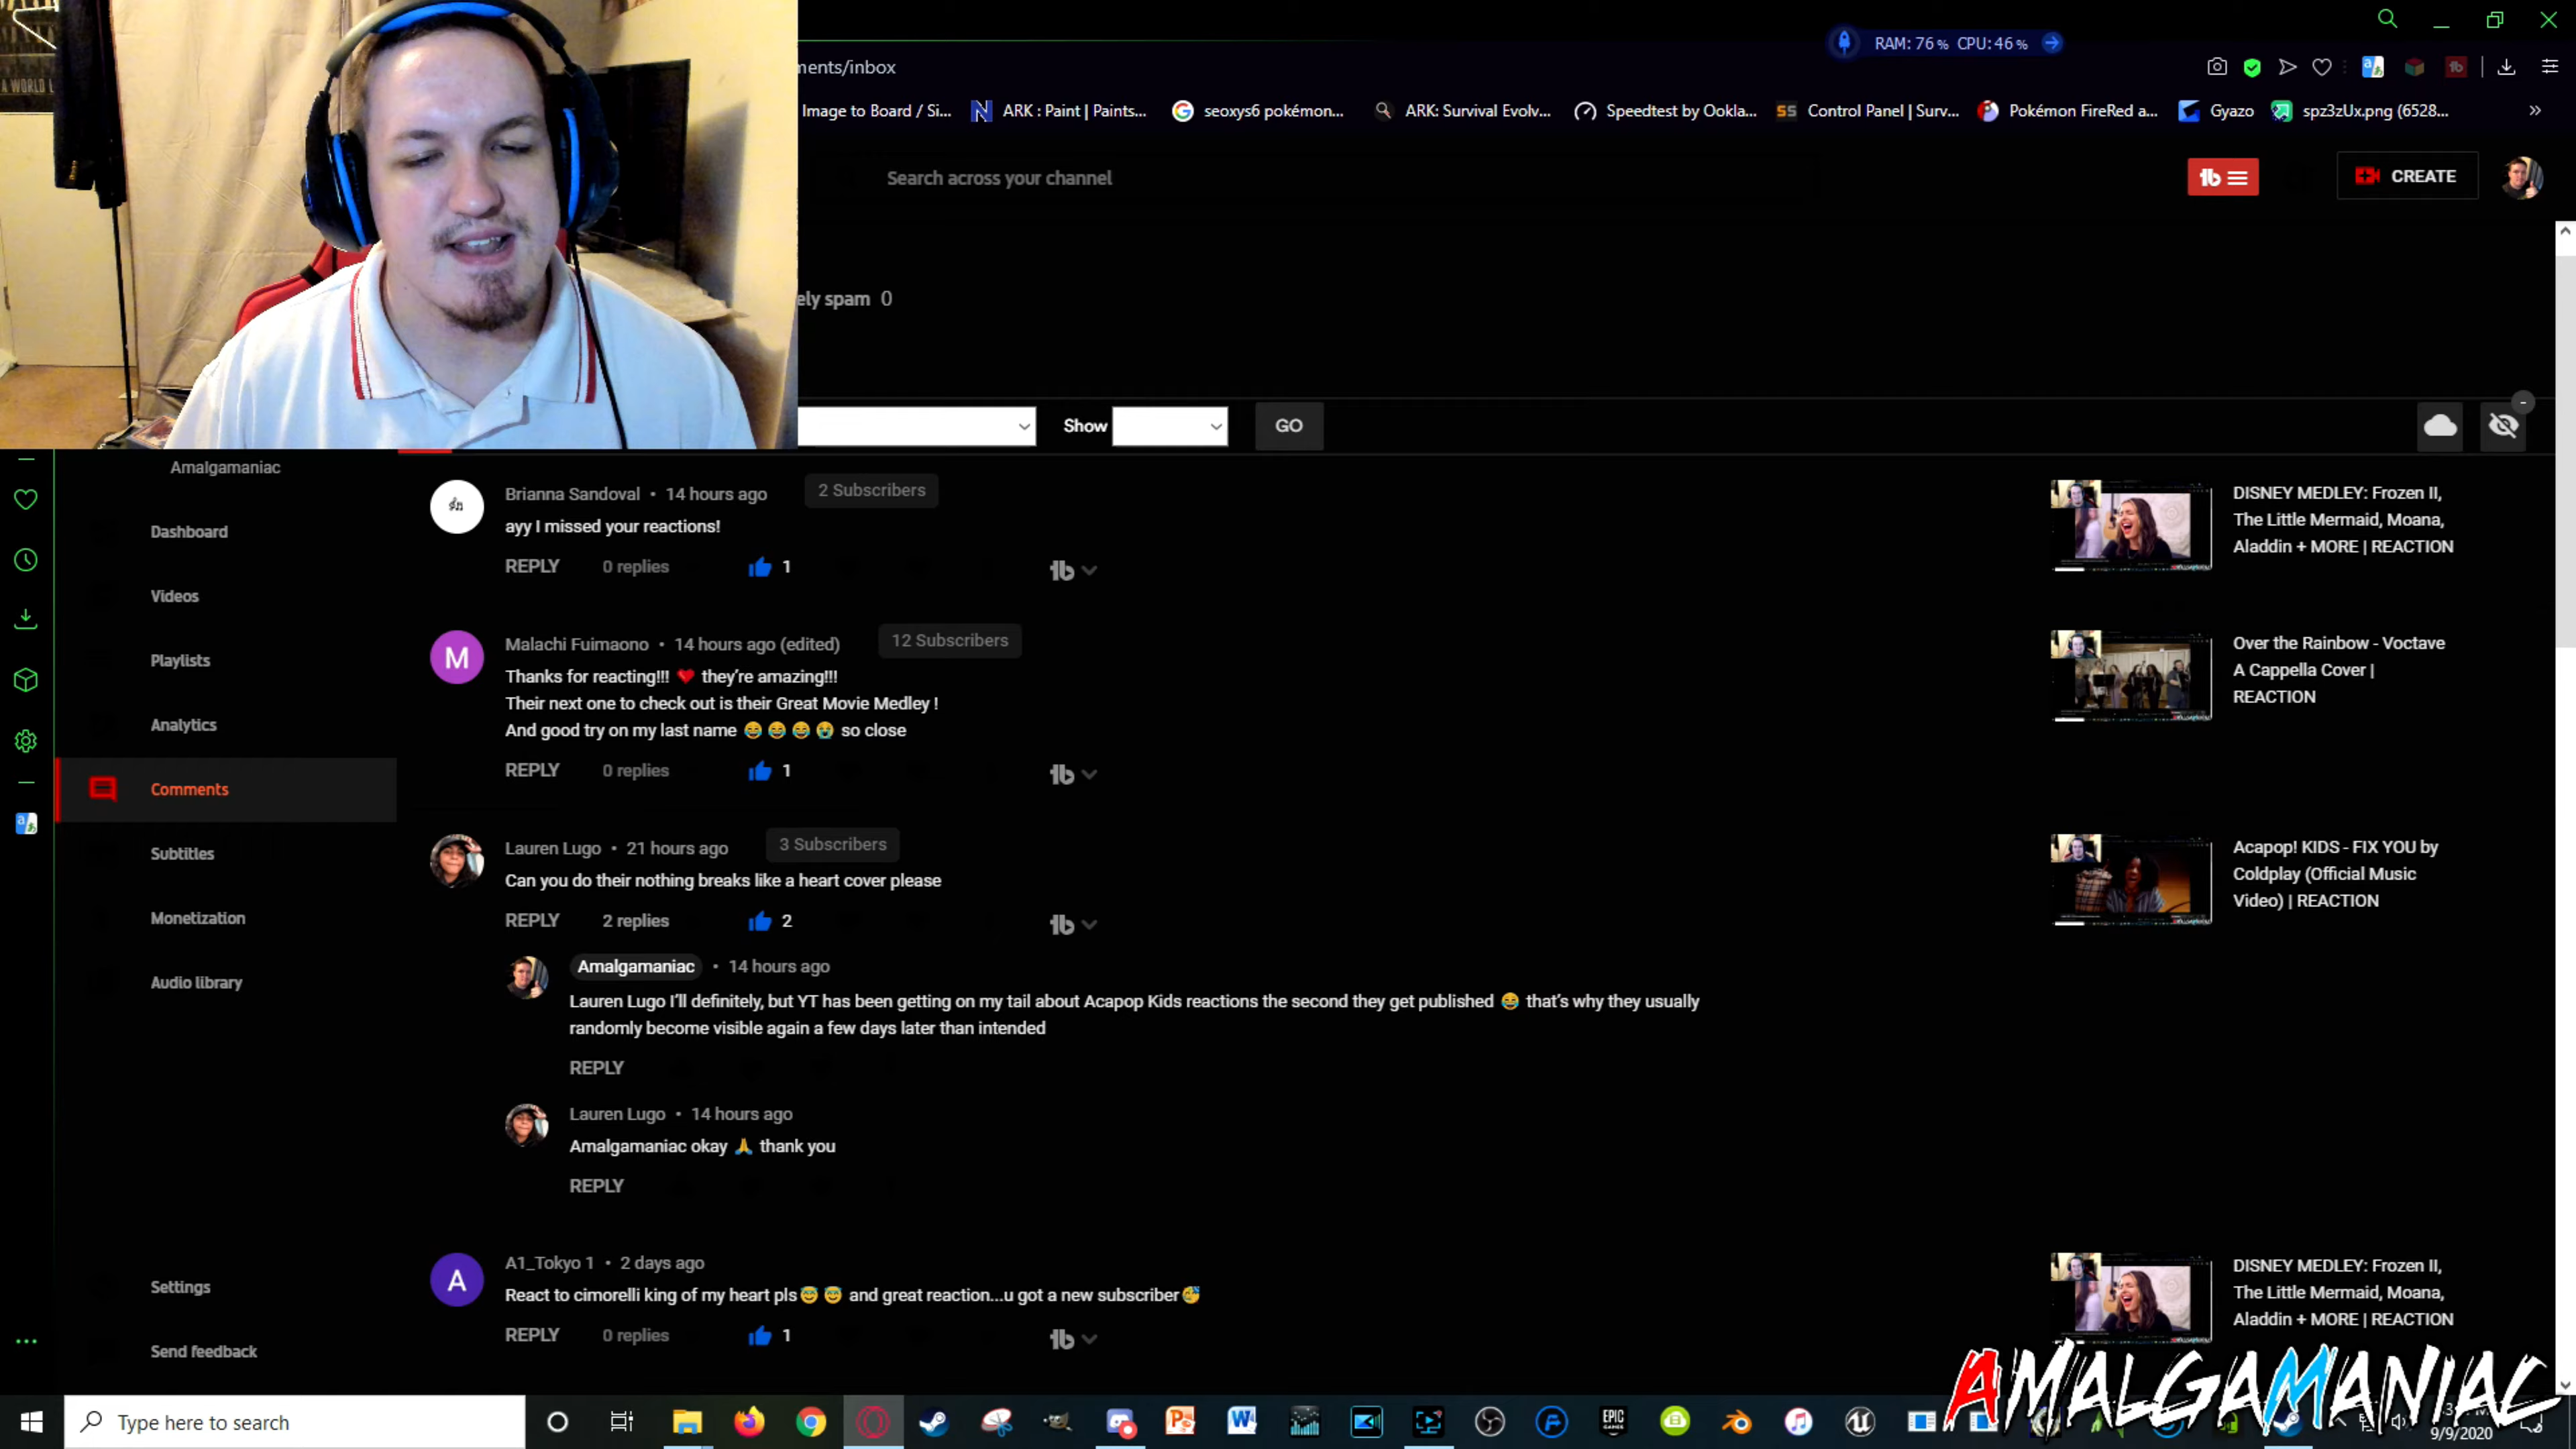 A WORLD
RAM: 76% CPU: 46%
ments/inbox
Image to Board / Si...
ARK : Paint | Paints...
seoxys6 pokémon...
ARK: Survival Evolv...
Speedtest by Ookla...
Control Panel | Surv...
Pokémon FireRed a...
Gyazo
spz3zUx.png (6528...
Search across your channel
CREATE
ely spam 0
Show
GO
Amalgamaniac
Dashboard
Videos
Playlists
Analytics
Comments
Subtitles
Monetization
Audio library
Settings
Send feedback
Brianna Sandoval • 14 hours ago 2 Subscribers
ayy I missed your reactions!
REPLY 0 replies 1
DISNEY MEDLEY: Frozen II,
The Little Mermaid, Moana,
Aladdin + MORE | REACTION
M
Malachi Fuimaono • 14 hours ago (edited) 12 Subscribers
Thanks for reacting!!! ❤ they're amazing!!!
Their next one to check out is their Great Movie Medley !
And good try on my last name 😂 😂 😂 😭 so close
REPLY 0 replies 1
Over the Rainbow - Voctave
A Cappella Cover |
REACTION
Lauren Lugo • 21 hours ago 3 Subscribers
Can you do their nothing breaks like a heart cover please
REPLY 2 replies 2
Acapop! KIDS - FIX YOU by
Coldplay (Official Music
Video) | REACTION
Amalgamaniac • 14 hours ago
Lauren Lugo I'll definitely, but YT has been getting on my tail about Acapop Kids reactions the second they get published 😂 that's why they usually
randomly become visible again a few days later than intended
REPLY
Lauren Lugo • 14 hours ago
Amalgamaniac okay 🙏 thank you
REPLY
A
A1_Tokyo 1 • 2 days ago
React to cimorelli king of my heart pls😇 😇 and great reaction...u got a new subscriber
REPLY 0 replies 1
DISNEY MEDLEY: Frozen II,
The Little Mermaid, Moana,
Aladdin + MORE | REACTION
AMALGAMANIAC
Type here to search
EPIC GAMES
9/9/2020